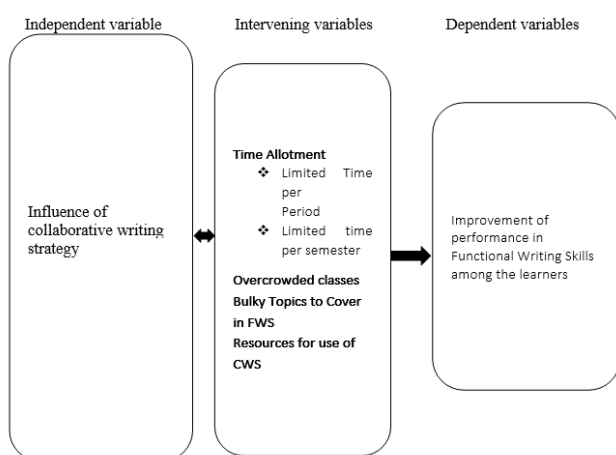 Independent variable
Intervening variables
Dependent variables
Influence of
collaborative writing
strategy
Time Allotment
❖ Limited Time
per
Period
❖ Limited time
per semester
Overcrowded classes
Bulky Topics to Cover
in FWS
Resources for use of
CWS
Improvement of
performance in
Functional Writing Skills
among the learners